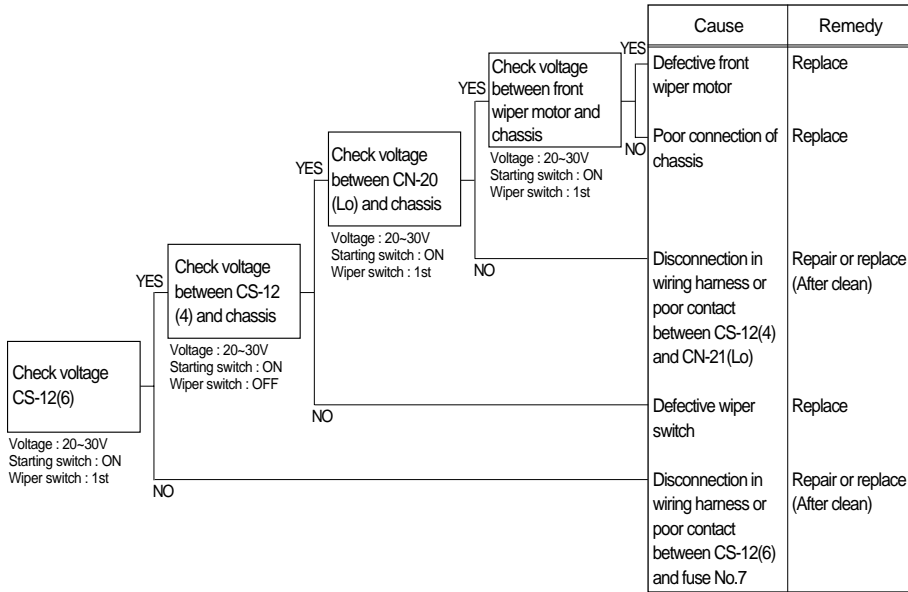 Cause
Remedy
YES
Check voltage
between front
wiper motor and
chassis
Voltage : 20~30V
Starting switch : ON
Wiper switch : 1st
YES
Defective front
wiper motor
Replace
NO
Poor connection of
chassis
Replace
YES
Check voltage
between CN-20
(Lo) and chassis
Voltage : 20~30V
Starting switch : ON
Wiper switch : 1st
NO
Disconnection in
wiring harness or
poor contact
between CS-12(4)
and CN-21(Lo)
Repair or replace
(After clean)
YES
Check voltage
between CS-12
(4) and chassis
Voltage : 20~30V
Starting switch : ON
Wiper switch : OFF
NO
Defective wiper
switch
Replace
Check voltage
CS-12(6)
Voltage : 20~30V
Starting switch : ON
Wiper switch : 1st
NO
Disconnection in
wiring harness or
poor contact
between CS-12(6)
and fuse No.7
Repair or replace
(After clean)